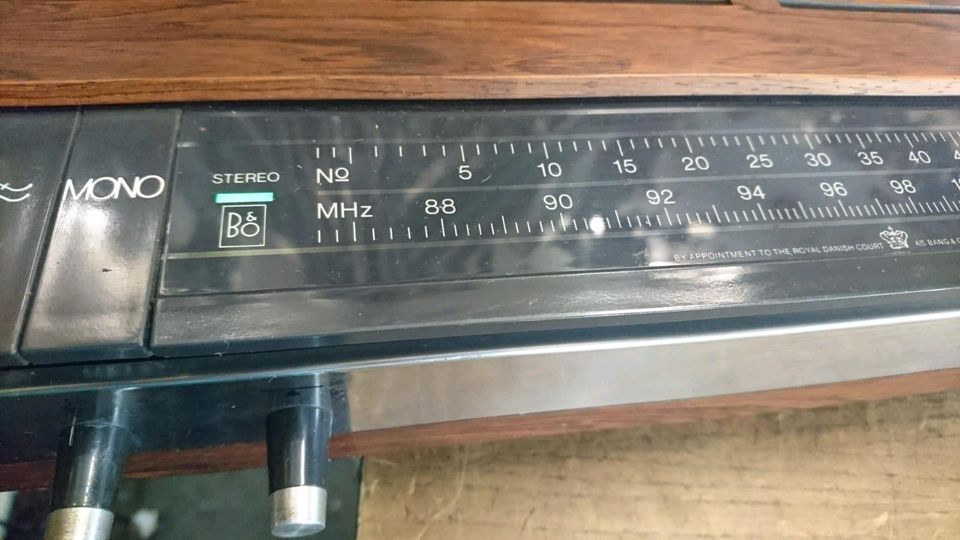 MONO
STEREO
B&O
Nº 5 10 15 20 25 30 35 40
MHz 88 90 92 94 96 98
BY APPOINTMENT TO THE ROYAL DANISH COURT A/S BANG &